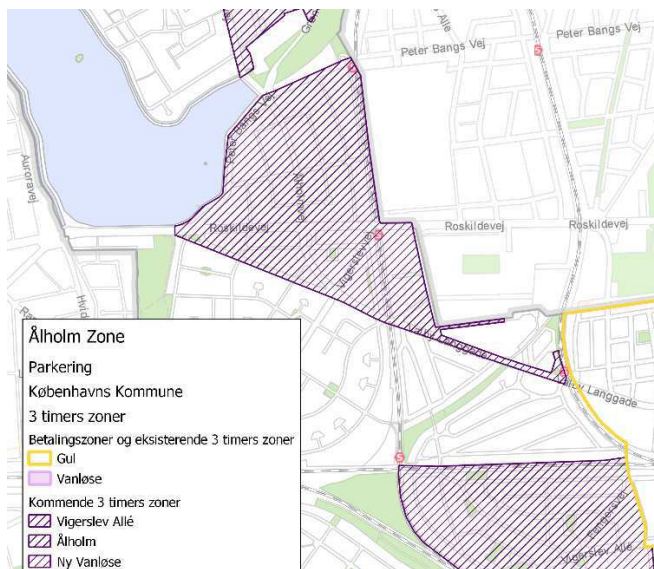 Peter Bangs Vej
Peter Bangs Vej
Peter Bangs Vej
Ålholmvej
Auroravej
Roskildevej
Roskildevej
Roskildevej
Vigerslevvej
Langgade
Langgade
Ålholm Zone
Parkering
Københavns Kommune
3 timers zoner
Betalingszoner og eksisterende 3 timers zoner
Gul
Vanløse
Kommende 3 timers zoner
Vigerslev Allé
Ålholm
Ny Vanløse
Vigerslev Allé